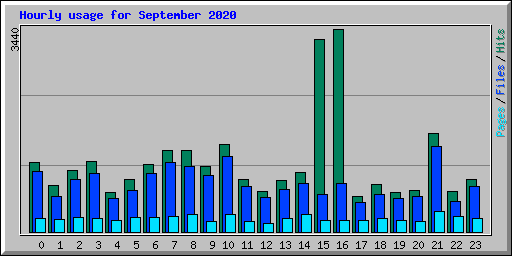 Hourly usage for September 2020
3440
Pages / Files / Hits
0 1 2 3 4 5 6 7 8 9 10 11 12 13 14 15 16 17 18 19 20 21 22 23